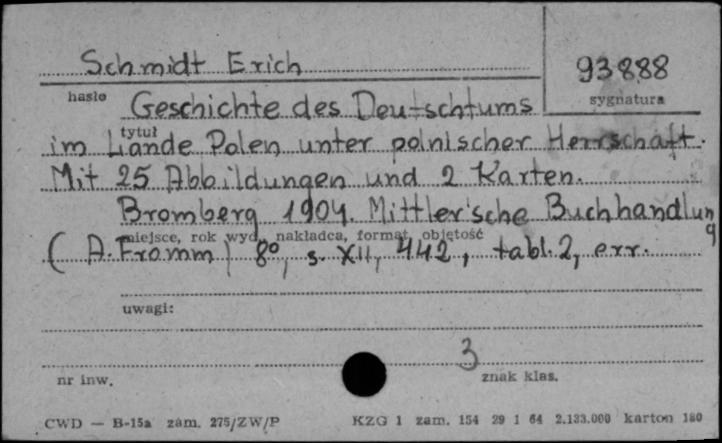 Schmidt Erich
93888
hasło
sygnatura
Geschichte des Deutschtums
tytuł
im Lande Polen unter polnischer Herrschaft.
Mit 25 Abbildungen und 2 Karten.
Bromberg 1904. Mittler'sche Buchhandlung
miejsce, rok wyd., nakładca, format, objętość
(A. Fromm) 8°, s. XII, 442, tabl. 2, err.
uwagi:
3
nr inw.
znak klas.
CWD — B-15a zam. 275/ZW/P KZG 1 zam. 154 29 1 64 2.133.000 karton 180